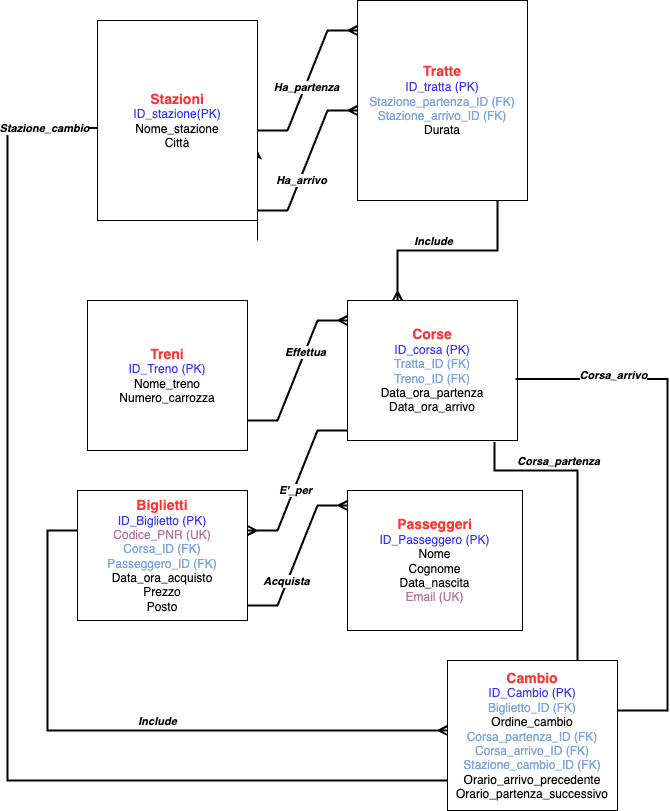 Stazioni
ID_stazione(PK)
Nome_stazione
Città
Tratte
ID_tratta (PK)
Stazione_partenza_ID (FK)
Stazione_arrivo_ID (FK)
Durata
Ha_partenza
Stazione_cambio
Ha_arrivo
Include
Treni
ID_Treno (PK)
Nome_treno
Numero_carrozza
Effettua
Corse
ID_corsa (PK)
Tratta_ID (FK)
Treno_ID (FK)
Data_ora_partenza
Data_ora_arrivo
Corsa_arrivo
Corsa_partenza
E'_per
Biglietti
ID_Biglietto (PK)
Codice_PNR (UK)
Corsa_ID (FK)
Passeggero_ID (FK)
Data_ora_acquisto
Prezzo
Posto
Acquista
Passeggeri
ID_Passeggero (PK)
Nome
Cognome
Data_nascita
Email (UK)
Include
Cambio
ID_Cambio (PK)
Biglietto_ID (FK)
Ordine_cambio
Corsa_partenza_ID (FK)
Corsa_arrivo_ID (FK)
Stazione_cambio_ID (FK)
Orario_arrivo_precedente
Orario_partenza_successivo